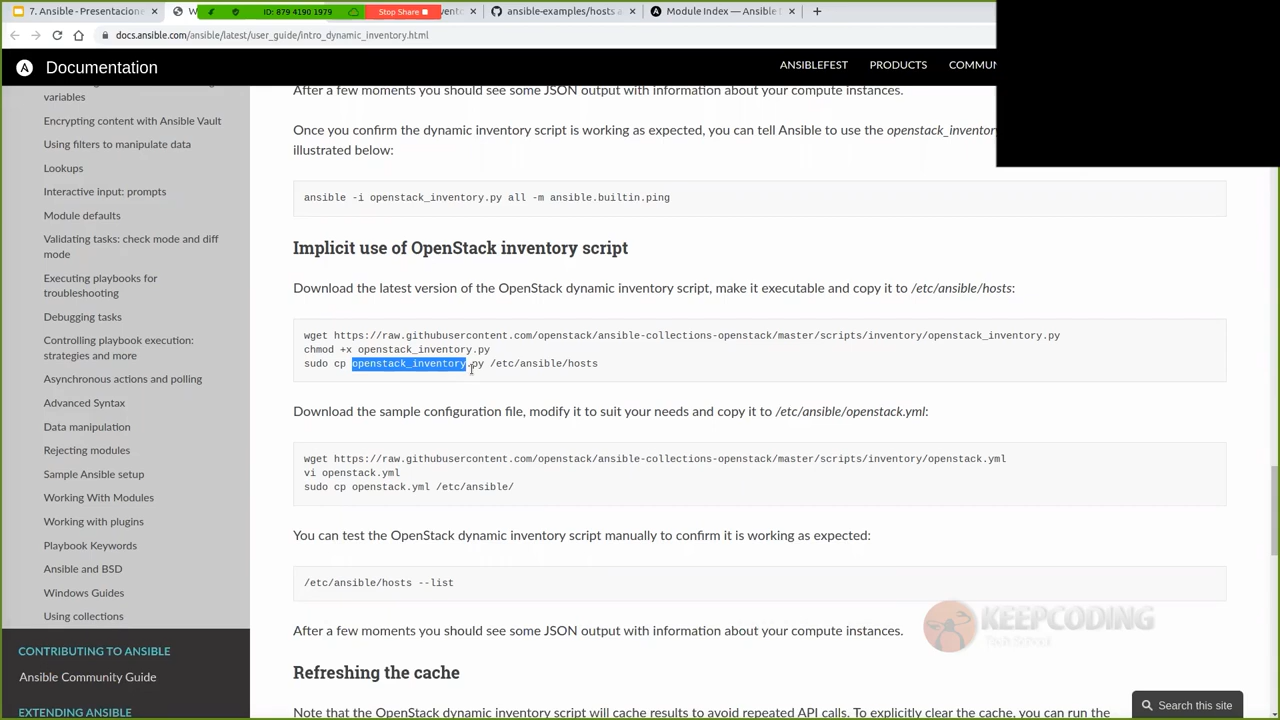 7. Ansible - Presentaciona
W
ID: 879 4190 1979
Stop Share
ansible-examples/hosts a
Module Index — Ansible
docs.ansible.com/ansible/latest/user_guide/intro_dynamic_inventory.html
Documentation
ANSIBLEFEST
PRODUCTS
COMMUN
variables
Encrypting content with Ansible Vault
Using filters to manipulate data
Lookups
Interactive input: prompts
Module defaults
Validating tasks: check mode and diff
mode
Executing playbooks for
troubleshooting
Debugging tasks
Controlling playbook execution:
strategies and more
Asynchronous actions and polling
Advanced Syntax
Data manipulation
Rejecting modules
Sample Ansible setup
Working With Modules
Working with plugins
Playbook Keywords
Ansible and BSD
Windows Guides
Using collections
CONTRIBUTING TO ANSIBLE
Ansible Community Guide
EXTENDING ANSIBLE
After a few moments you should see some JSON output with information about your compute instances.
Once you confirm the dynamic inventory script is working as expected, you can tell Ansible to use the openstack_inventor
illustrated below:
ansible -i openstack_inventory.py all -m ansible.builtin.ping
Implicit use of OpenStack inventory script
Download the latest version of the OpenStack dynamic inventory script, make it executable and copy it to /etc/ansible/hosts:
wget https://raw.githubusercontent.com/openstack/ansible-collections-openstack/master/scripts/inventory/openstack_inventory.py
chmod +x openstack_inventory.py
sudo cp openstack_inventory.py /etc/ansible/hosts
Download the sample configuration file, modify it to suit your needs and copy it to /etc/ansible/openstack.yml:
wget https://raw.githubusercontent.com/openstack/ansible-collections-openstack/master/scripts/inventory/openstack.yml
vi openstack.yml
sudo cp openstack.yml /etc/ansible/
You can test the OpenStack dynamic inventory script manually to confirm it is working as expected:
/etc/ansible/hosts --list
After a few moments you should see some JSON output with information about your compute instances.
KEEPCODING
Tech School
Refreshing the cache
Note that the OpenStack dynamic inventory script will cache results to avoid repeated API calls. To explicitly clear the cache, you can run the
Search this site